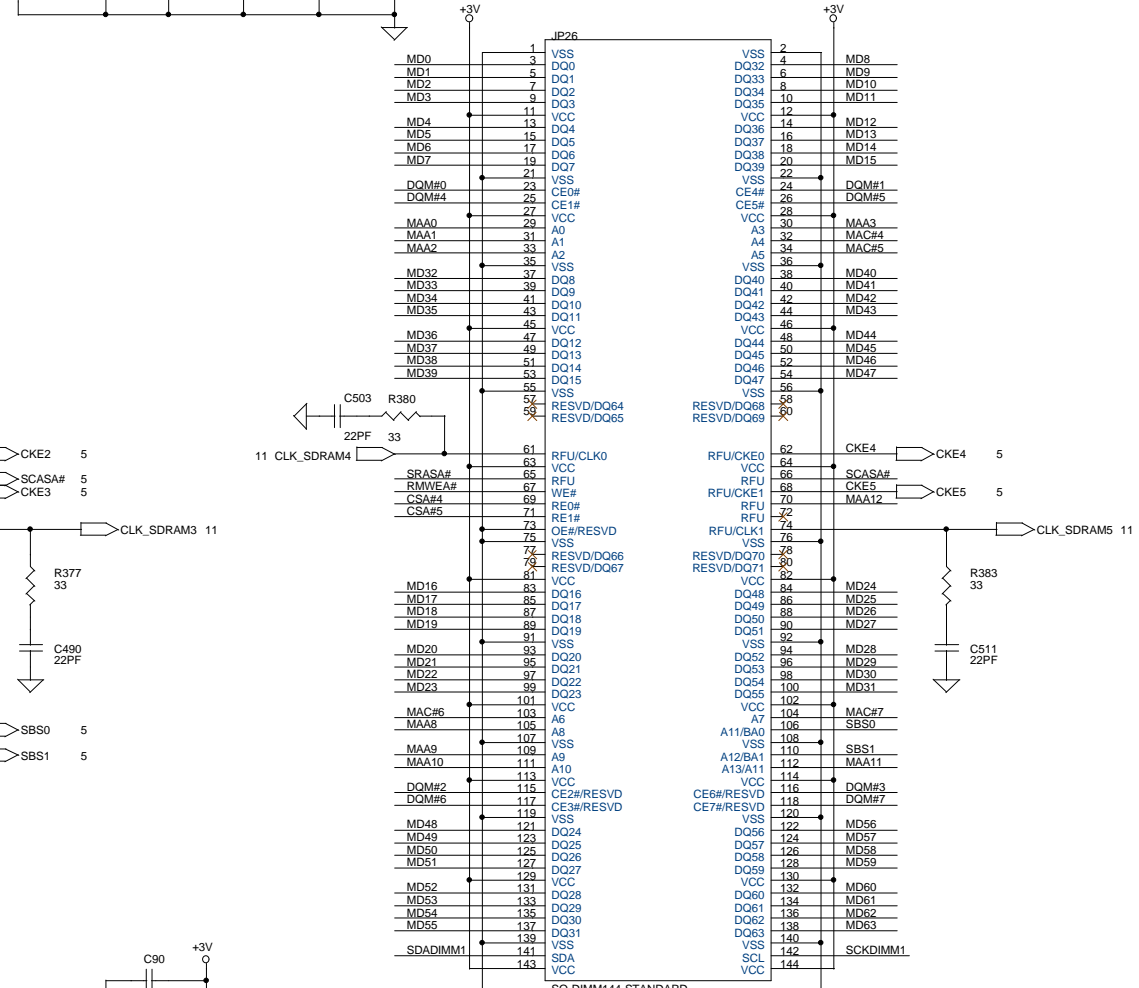 +3V +3V
JP26
1 VSS VSS 2
MD0 3 DQ0 DQ32 4 MD8
MD1 5 DQ1 DQ33 6 MD9
MD2 7 DQ2 DQ34 8 MD10
MD3 9 DQ3 DQ35 10 MD11
11 VCC VCC 12
MD4 13 DQ4 DQ36 14 MD12
MD5 15 DQ5 DQ37 16 MD13
MD6 17 DQ6 DQ38 18 MD14
MD7 19 DQ7 DQ39 20 MD15
21 VSS VSS 22
DQM#0 23 CE0# CE4# 24 DQM#1
DQM#4 25 CE1# CE5# 26 DQM#5
27 VCC VCC 28
MAA0 29 A0 A3 30 MAA3
MAA1 31 A1 A4 32 MAC#4
MAA2 33 A2 A5 34 MAC#5
35 VSS VSS 36
MD32 37 DQ8 DQ40 38 MD40
MD33 39 DQ9 DQ41 40 MD41
MD34 41 DQ10 DQ42 42 MD42
MD35 43 DQ11 DQ43 44 MD43
45 VCC VCC 46
MD36 47 DQ12 DQ44 48 MD44
MD37 49 DQ13 DQ45 50 MD45
MD38 51 DQ14 DQ46 52 MD46
MD39 53 DQ15 DQ47 54 MD47
55 VSS VSS 56
57 RESVD/DQ64 RESVD/DQ68 58
59 RESVD/DQ65 RESVD/DQ69 60
C503 R380
22PF 33
11 CLK_SDRAM4 61 RFU/CLK0 RFU/CKE0 62 CKE4 CKE4 5
CKE2 5
63 VCC VCC 64
SRASA# 65 RFU RFU 66 SCASA#
SCASA# 5
RMWEA# 67 WE# RFU/CKE1 68 CKE5 CKE5 5
CKE3 5
CSA#4 69 RE0# RFU 70 MAA12
CSA#5 71 RE1# RFU 72
CLK_SDRAM3 11
73 OE#/RESVD RFU/CLK1 74 CLK_SDRAM5 11
75 VSS VSS 76
77 RESVD/DQ66 RESVD/DQ70 78
79 RESVD/DQ67 RESVD/DQ71 80
R377
33
R383
33
81 VCC VCC 82
MD16 83 DQ16 DQ48 84 MD24
MD17 85 DQ17 DQ49 86 MD25
MD18 87 DQ18 DQ50 88 MD26
MD19 89 DQ19 DQ51 90 MD27
91 VSS VSS 92
C490
22PF
C511
22PF
MD20 93 DQ20 DQ52 94 MD28
MD21 95 DQ21 DQ53 96 MD29
MD22 97 DQ22 DQ54 98 MD30
MD23 99 DQ23 DQ55 100 MD31
101 VCC VCC 102
MAC#6 103 A6 A7 104 MAC#7
MAA8 105 A8 A11/BA0 106 SBS0
SBS0 5
107 VSS VSS 108
MAA9 109 A9 A12/BA1 110 SBS1
SBS1 5
MAA10 111 A10 A13/A11 112 MAA11
113 VCC VCC 114
DQM#2 115 CE2#/RESVD CE6#/RESVD 116 DQM#3
DQM#6 117 CE3#/RESVD CE7#/RESVD 118 DQM#7
119 VSS VSS 120
MD48 121 DQ24 DQ56 122 MD56
MD49 123 DQ25 DQ57 124 MD57
MD50 125 DQ26 DQ58 126 MD58
MD51 127 DQ27 DQ59 128 MD59
129 VCC VCC 130
MD52 131 DQ28 DQ60 132 MD60
MD53 133 DQ29 DQ61 134 MD61
MD54 135 DQ30 DQ62 136 MD62
MD55 137 DQ31 DQ63 138 MD63
139 VSS VSS 140
SDADIMM1 141 SDA SCL 142 SCKDIMM1
143 VCC VCC 144
+3V
C90
SO-DIMM144-STANDARD